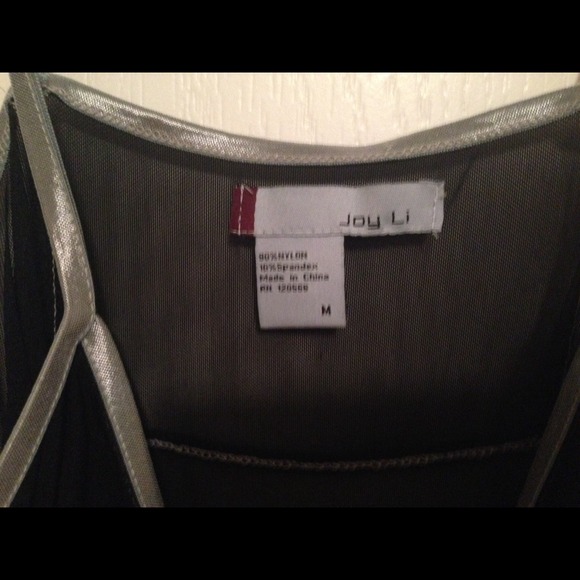 Joy Li
90%NYLON
10%Spandex
Made in China
RN 120566
M